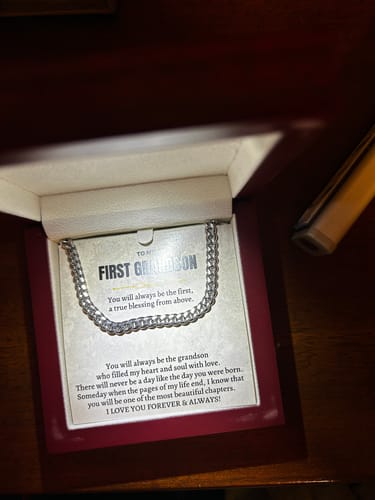 TO MY
FIRST GRANDSON
You will always be the first,
a true blessing from above.
You will always be the grandson
who filled my heart and soul with love.
There will never be a day like the day you were born.
Someday when the pages of my life end, I know that
you will be one of the most beautiful chapters.
I LOVE YOU FOREVER & ALWAYS!